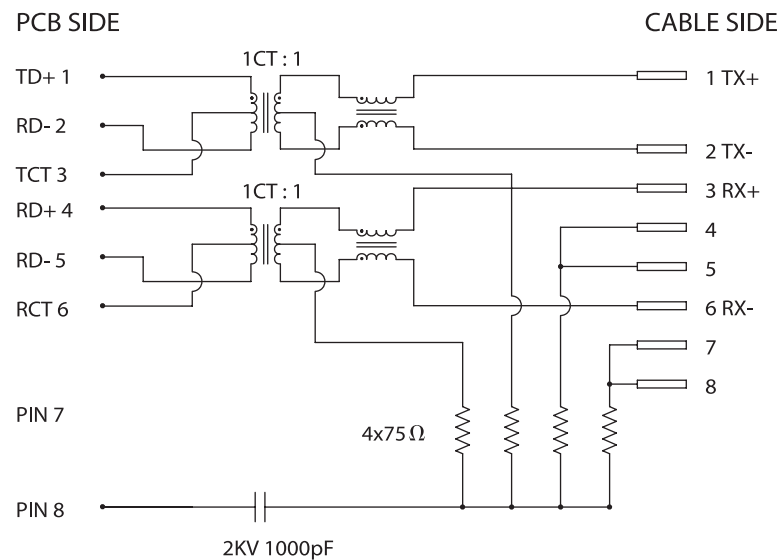 PCB SIDE
CABLE SIDE
1CT : 1
TD+ 1
1 TX+
RD- 2
2 TX-
TCT 3
1CT : 1
3 RX+
RD+ 4
4
RD- 5
5
RCT 6
6 RX-
7
8
PIN 7
4x75 Ω
PIN 8
2KV 1000pF